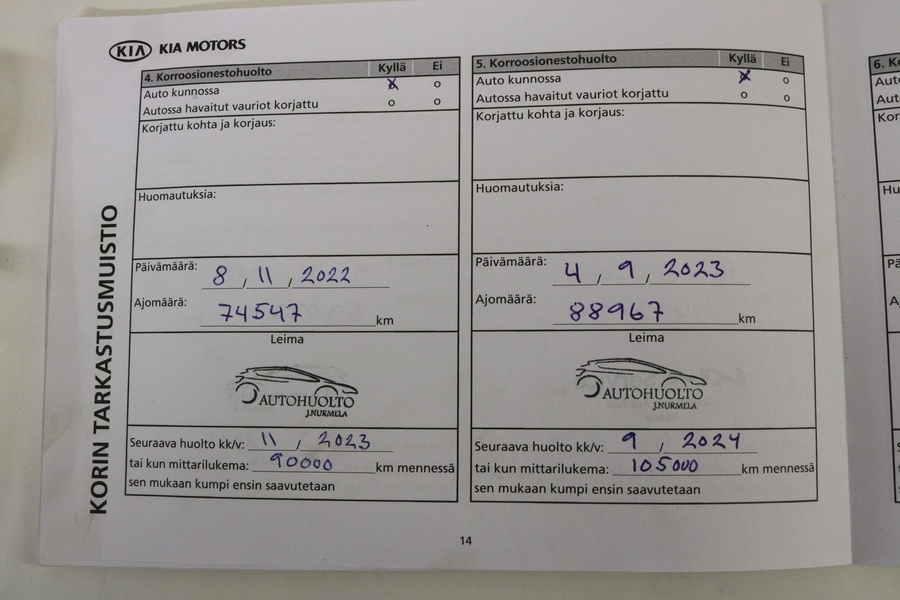 KIA KIA MOTORS
KORIN TARKASTUSMUISTIO
4. Korroosionestohuolto Kyllä Ei
Auto kunnossa x o
Autossa havaitut vauriot korjattu o o
Korjattu kohta ja korjaus:
Huomautuksia:
Päivämäärä: 8, 11, 2022
Ajomäärä: 74547 km
Leima
AUTOHUOLTO
J.NURMELA
Seuraava huolto kk/v: 11 / 2023
tai kun mittarilukema: 90000 km mennessä
sen mukaan kumpi ensin saavutetaan
5. Korroosionestohuolto Kyllä Ei
Auto kunnossa x o
Autossa havaitut vauriot korjattu o o
Korjattu kohta ja korjaus:
Huomautuksia:
Päivämäärä: 4, 9, 2023
Ajomäärä: 88967 km
Leima
AUTOHUOLTO
J.NURMELA
Seuraava huolto kk/v: 9 / 2024
tai kun mittarilukema: 105000 km mennessä
sen mukaan kumpi ensin saavutetaan
14
6.